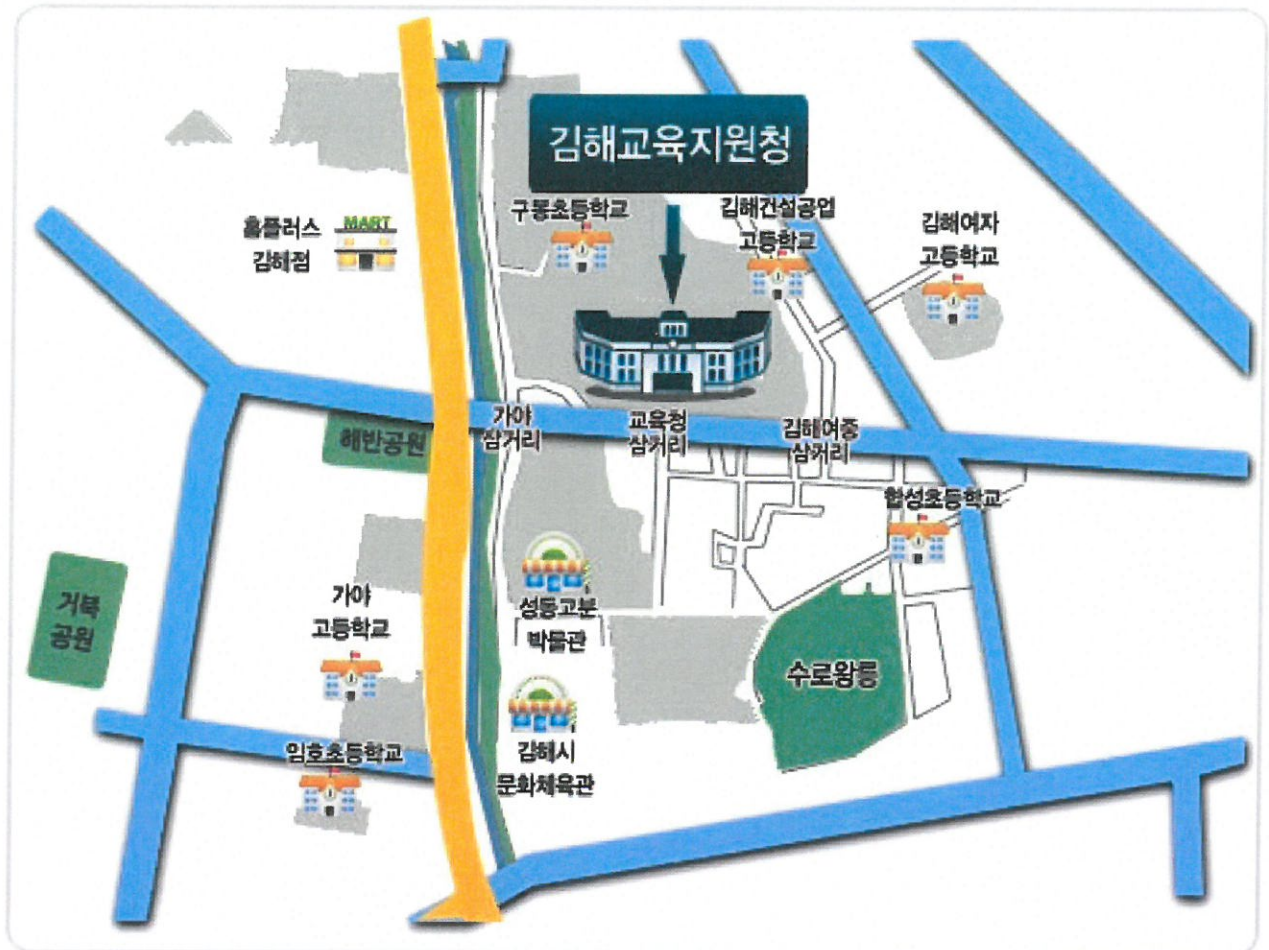 김해교육지원청
구봉초등학교
김해건설공업
고등학교
김해여자
고등학교
홈플러스
김해점
MART
가야
삼거리
교육청
삼거리
김해여중
삼거리
해반공원
합성초등학교
거북
공원
가야
고등학교
성동고분
박물관
수로왕릉
임호초등학교
김해시
문화체육관